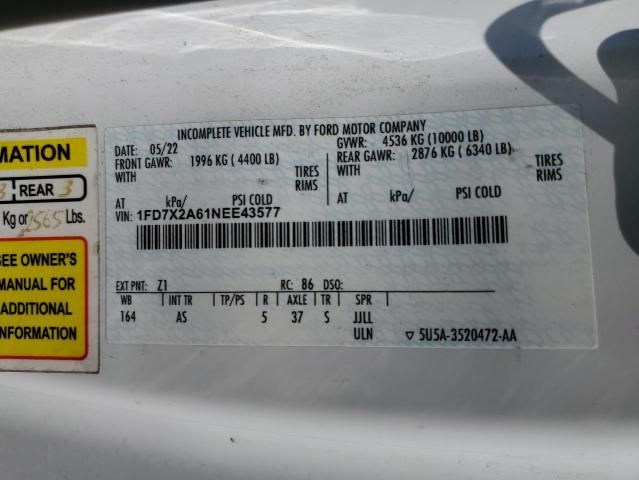 MATION
REAR 3
Kg or 2565 Lbs.
SEE OWNER'S
MANUAL FOR
ADDITIONAL
INFORMATION
INCOMPLETE VEHICLE MFD. BY FORD MOTOR COMPANY
DATE: 05/22 GVWR: 4536 KG (10000 LB)
FRONT GAWR: 1996 KG ( 4400 LB) REAR GAWR: 2876 KG ( 6340 LB)
WITH TIRES WITH TIRES
RIMS RIMS
AT kPa/ PSI COLD AT kPa/ PSI COLD
VIN: 1FD7X2A61NEE43577
EXT PNT: Z1 RC: 86 DSO:
WB INT TR TP/PS R AXLE TR SPR
164 AS 5 37 S JJLL
ULN ▽ 5U5A-3520472-AA